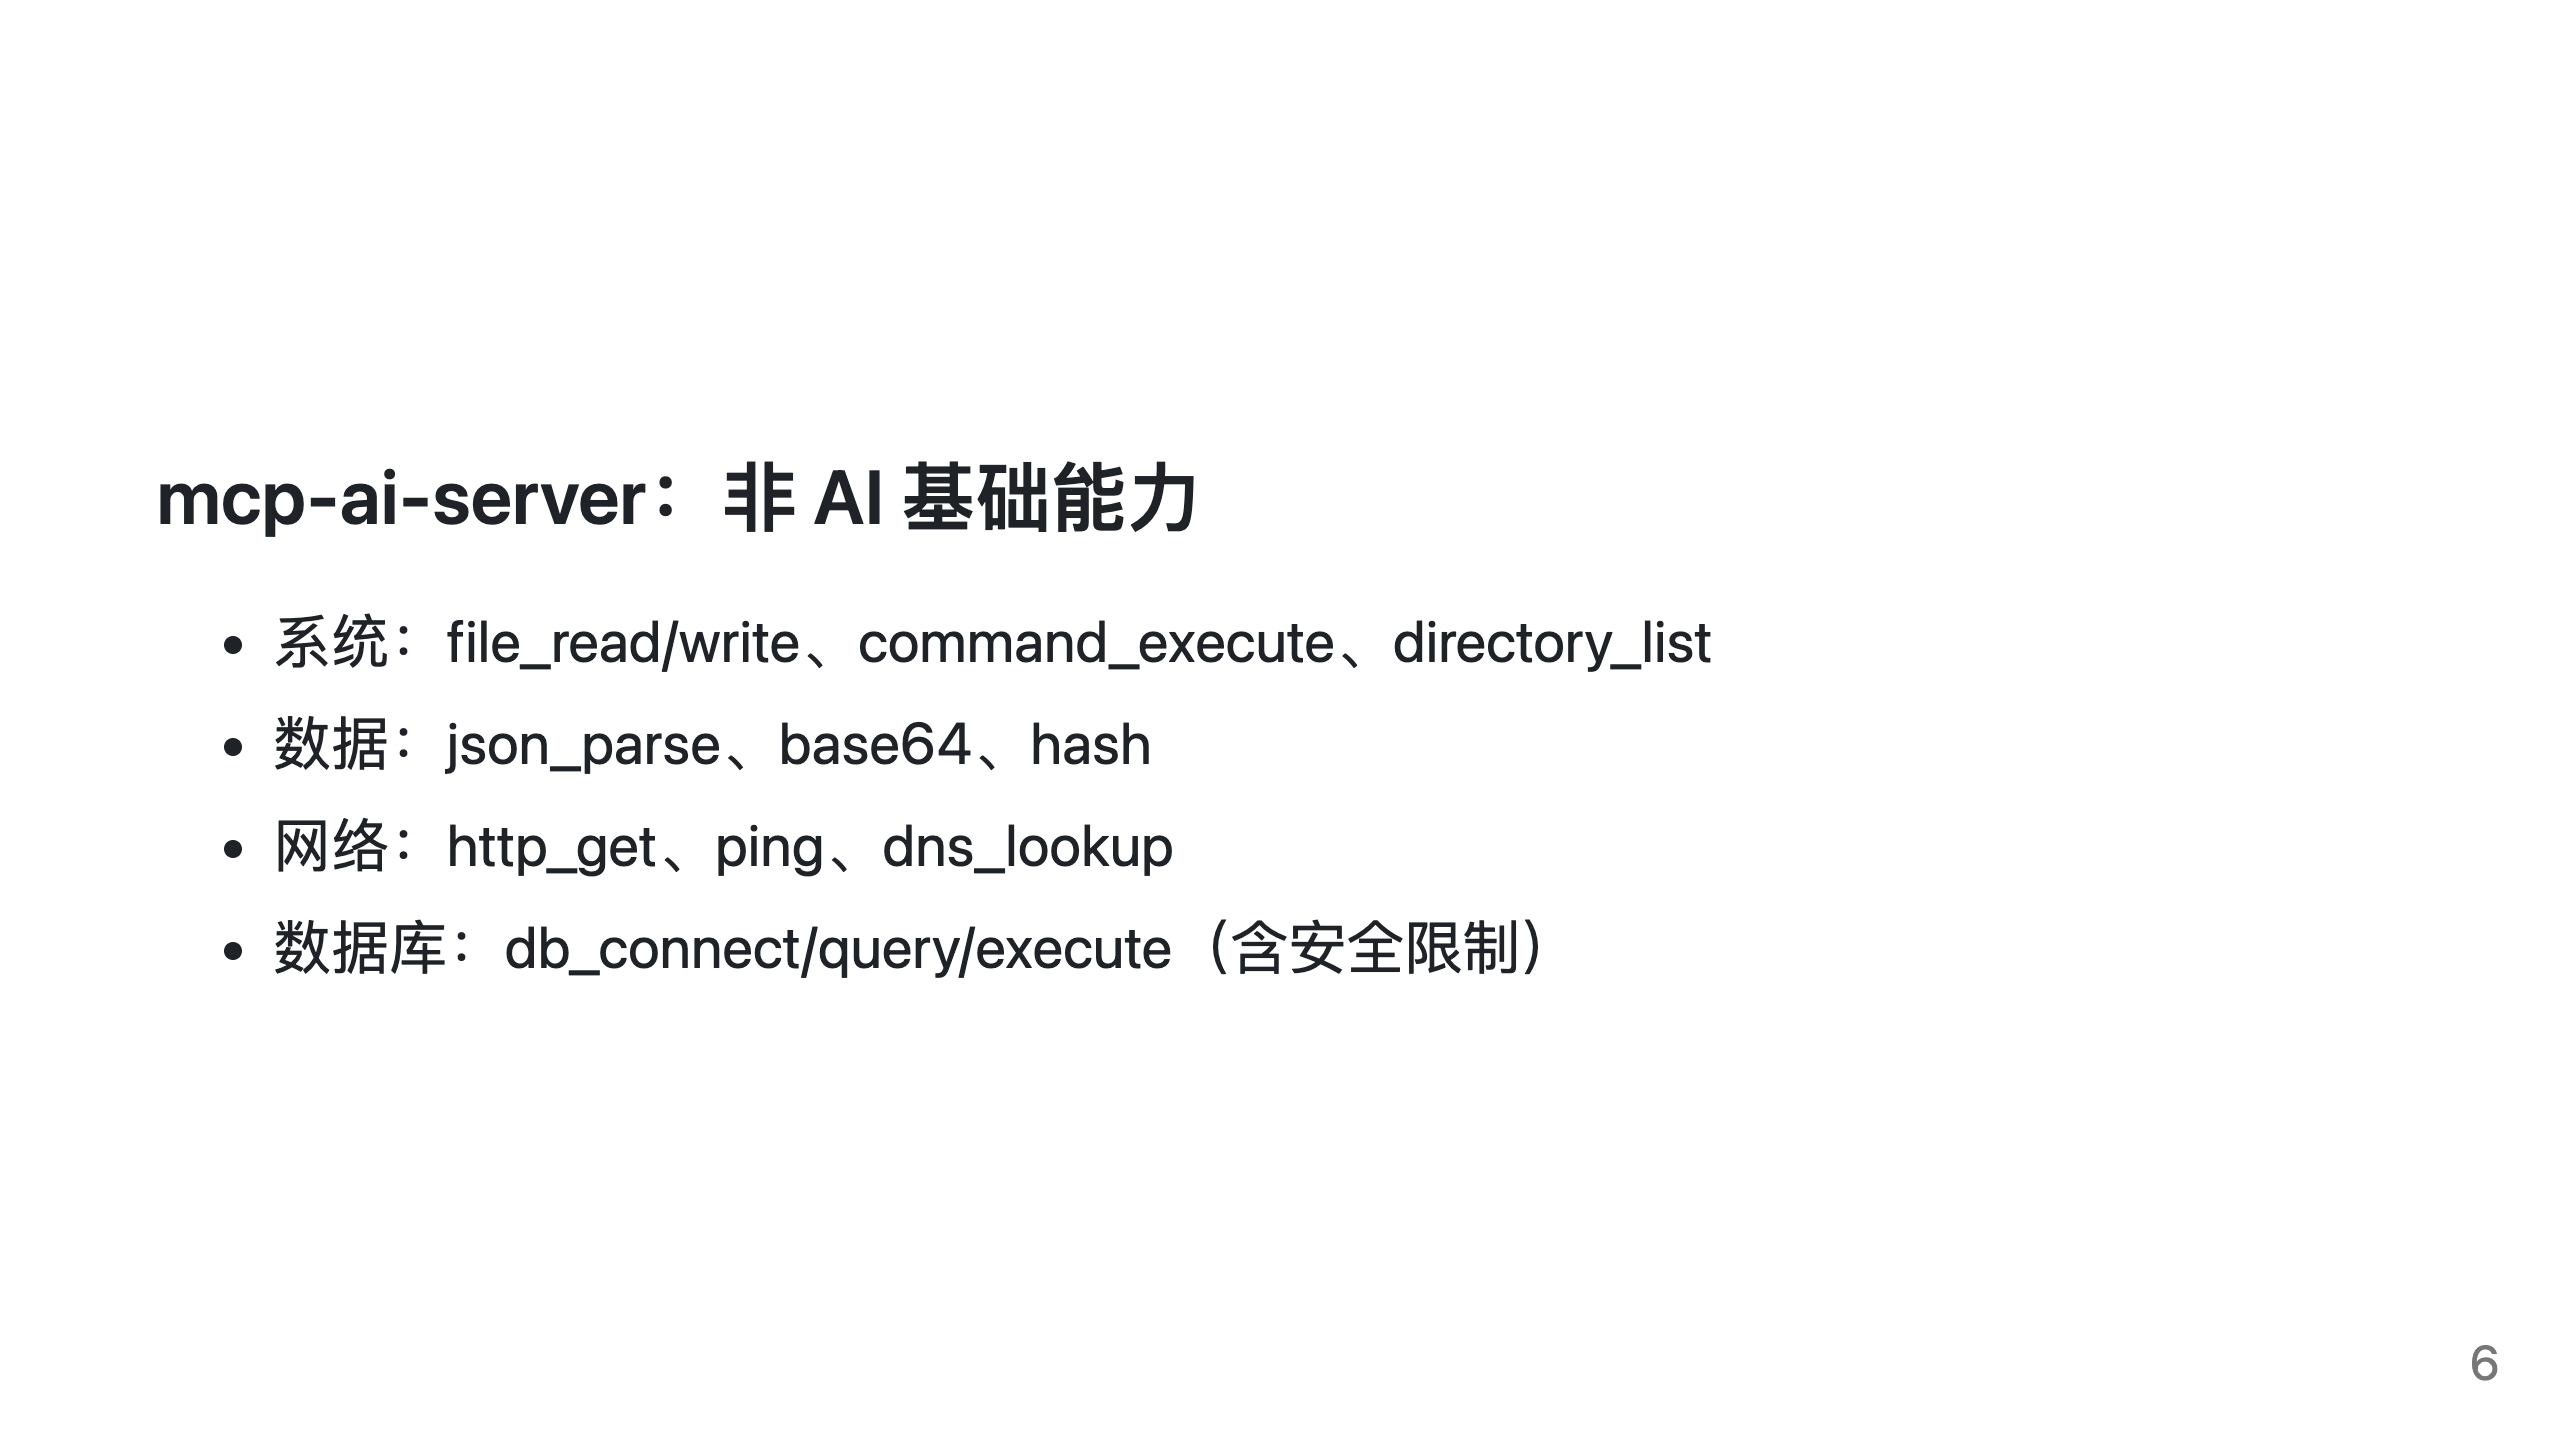 mcp-ai-server：非 AI 基础能力
• 系统：file_read/write、command_execute、directory_list
• 数据：json_parse、base64、hash
• 网络：http_get、ping、dns_lookup
• 数据库：db_connect/query/execute（含安全限制）
6